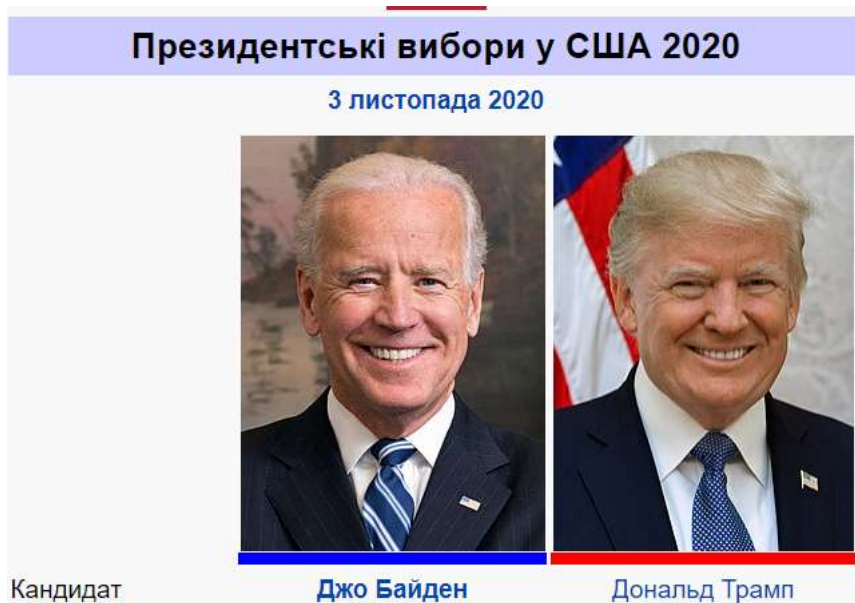 Президентські вибори у США 2020
3 листопада 2020
Кандидат Джо Байден Дональд Трамп